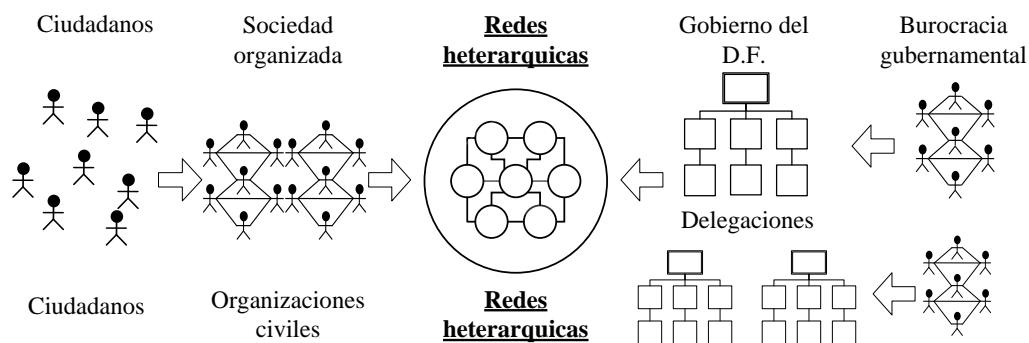 Ciudadanos
Sociedad
organizada
Redes
heterarquicas
Gobierno del
D.F.
Burocracia
gubernamental
Delegaciones
Ciudadanos
Organizaciones
civiles
Redes
heterarquicas